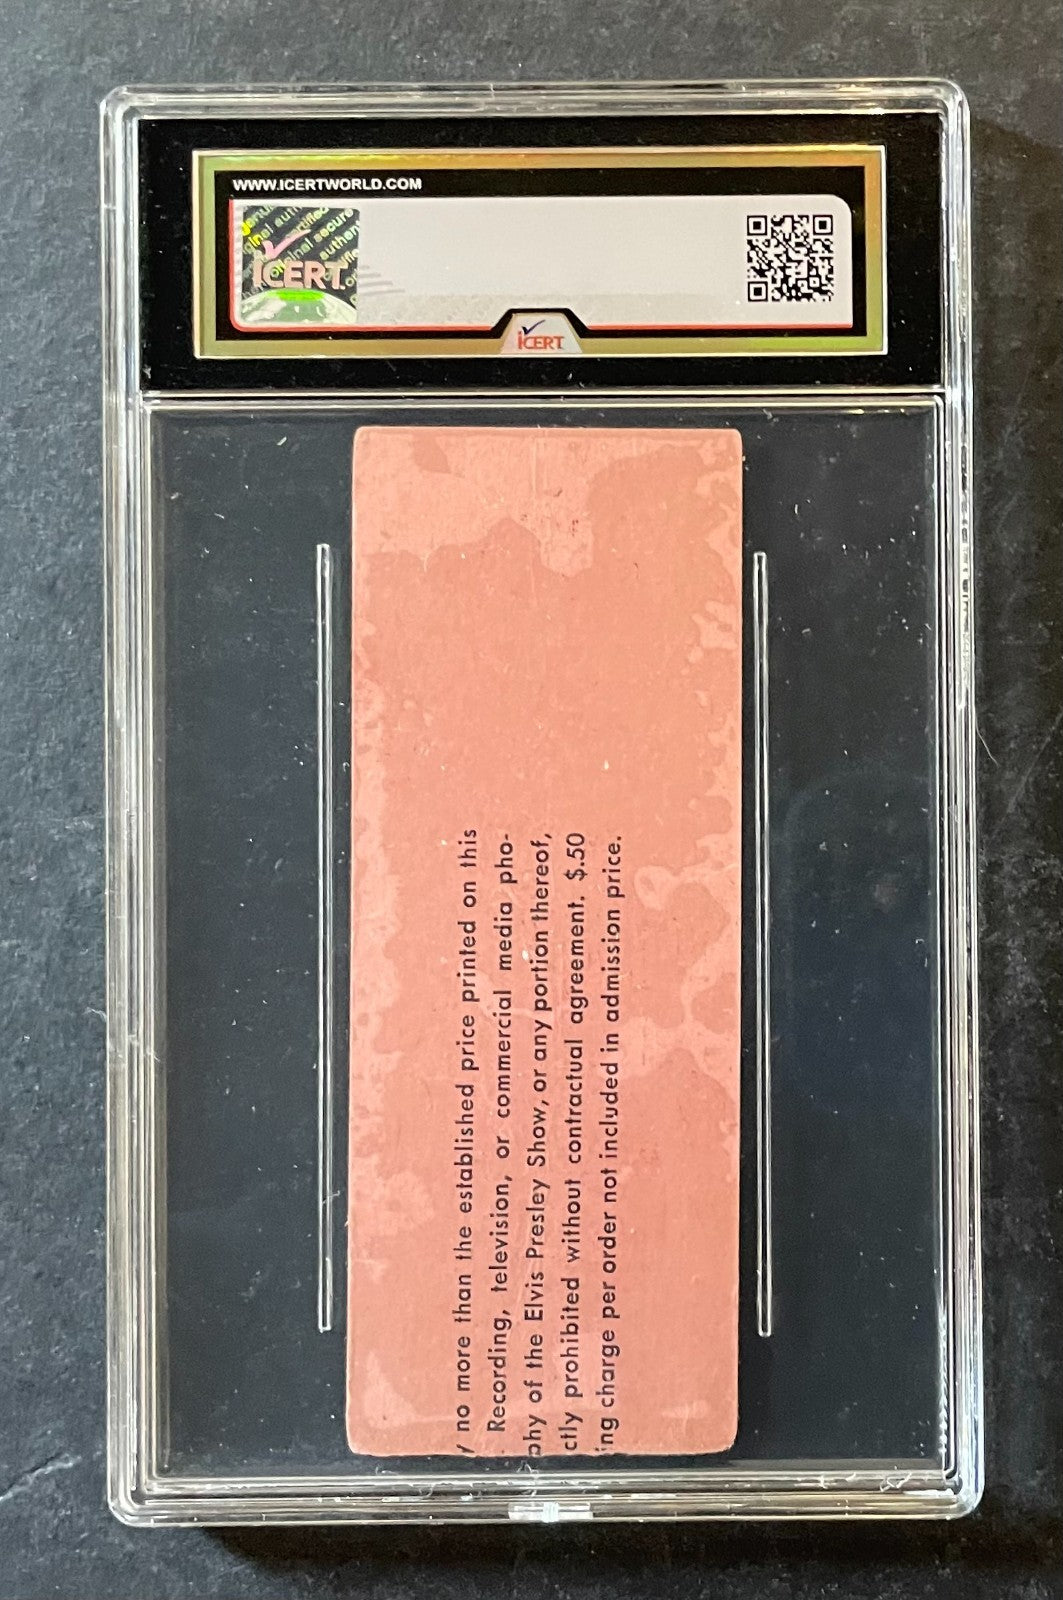 WWW.ICERTWORLD.COM
ICERT
iCERT
no more than the established price printed on this
Recording, television, or commercial media pho-
phy of the Elvis Presley Show, or any portion thereof,
ctly prohibited without contractual agreement. $.50
ing charge per order not included in admission price.